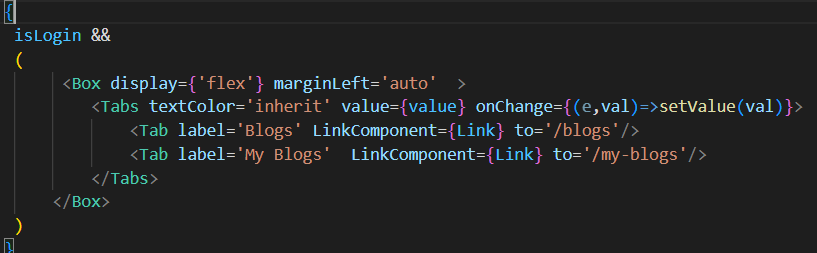 {
isLogin &&
(
<Box display={'flex'} marginLeft='auto'  >
<Tabs textColor='inherit' value={value} onChange={(e,val)=>setValue(val)}>
<Tab label='Blogs' LinkComponent={Link} to='/blogs'/>
<Tab label='My Blogs'  LinkComponent={Link} to='/my-blogs'/>
</Tabs>
</Box>
)
}